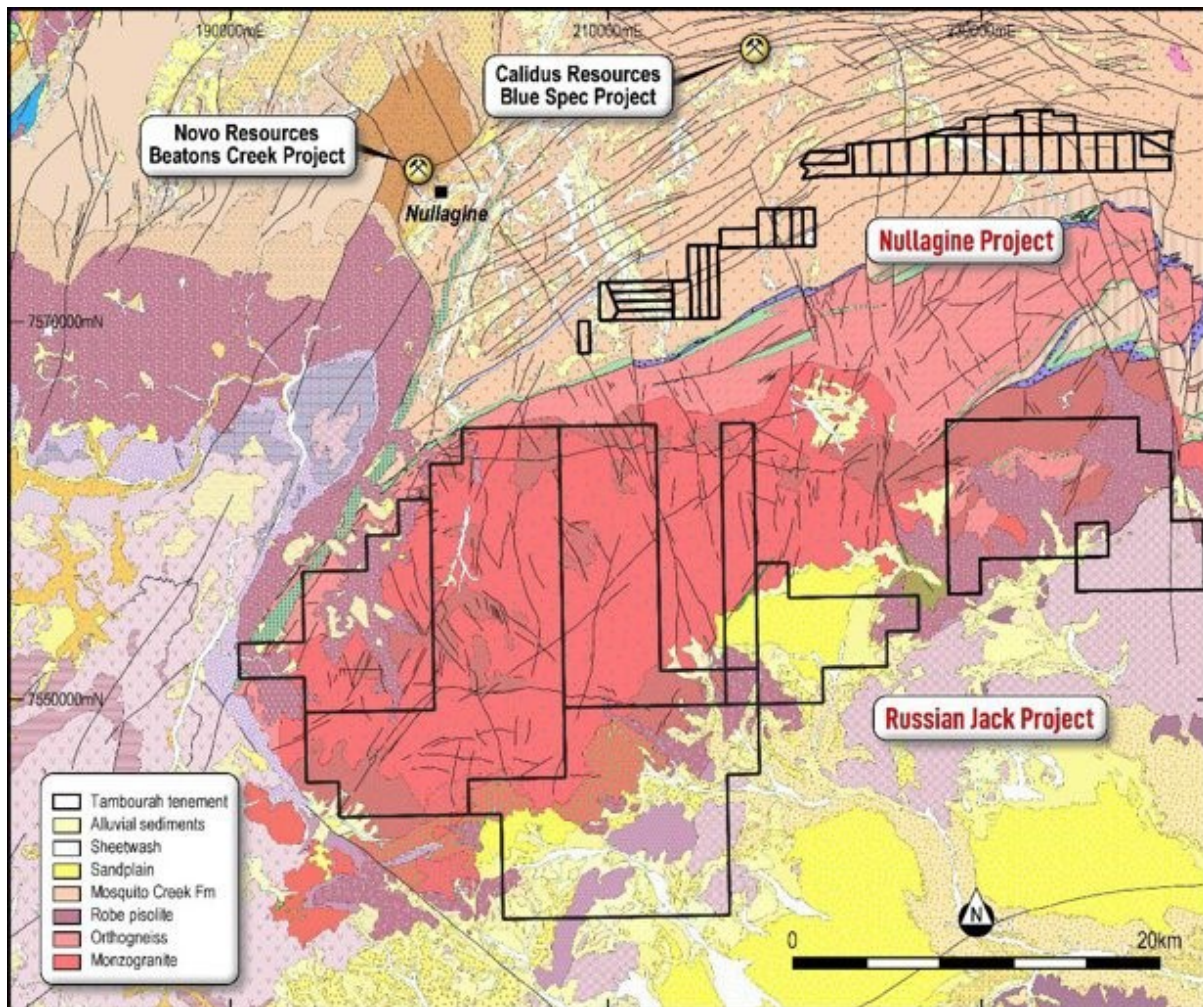 190000mE
210000mE
230000mE
Calidus Resources
Blue Spec Project
Novo Resources
Beatons Creek Project
Nullagine
Nullagine Project
7570000mN
7550000mN
Russian Jack Project
Tambourah tenement
Alluvial sediments
Sheetwash
Sandplain
Mosquito Creek Fm
Robe pisolite
Orthogneiss
Monzogranite
N
0
20km